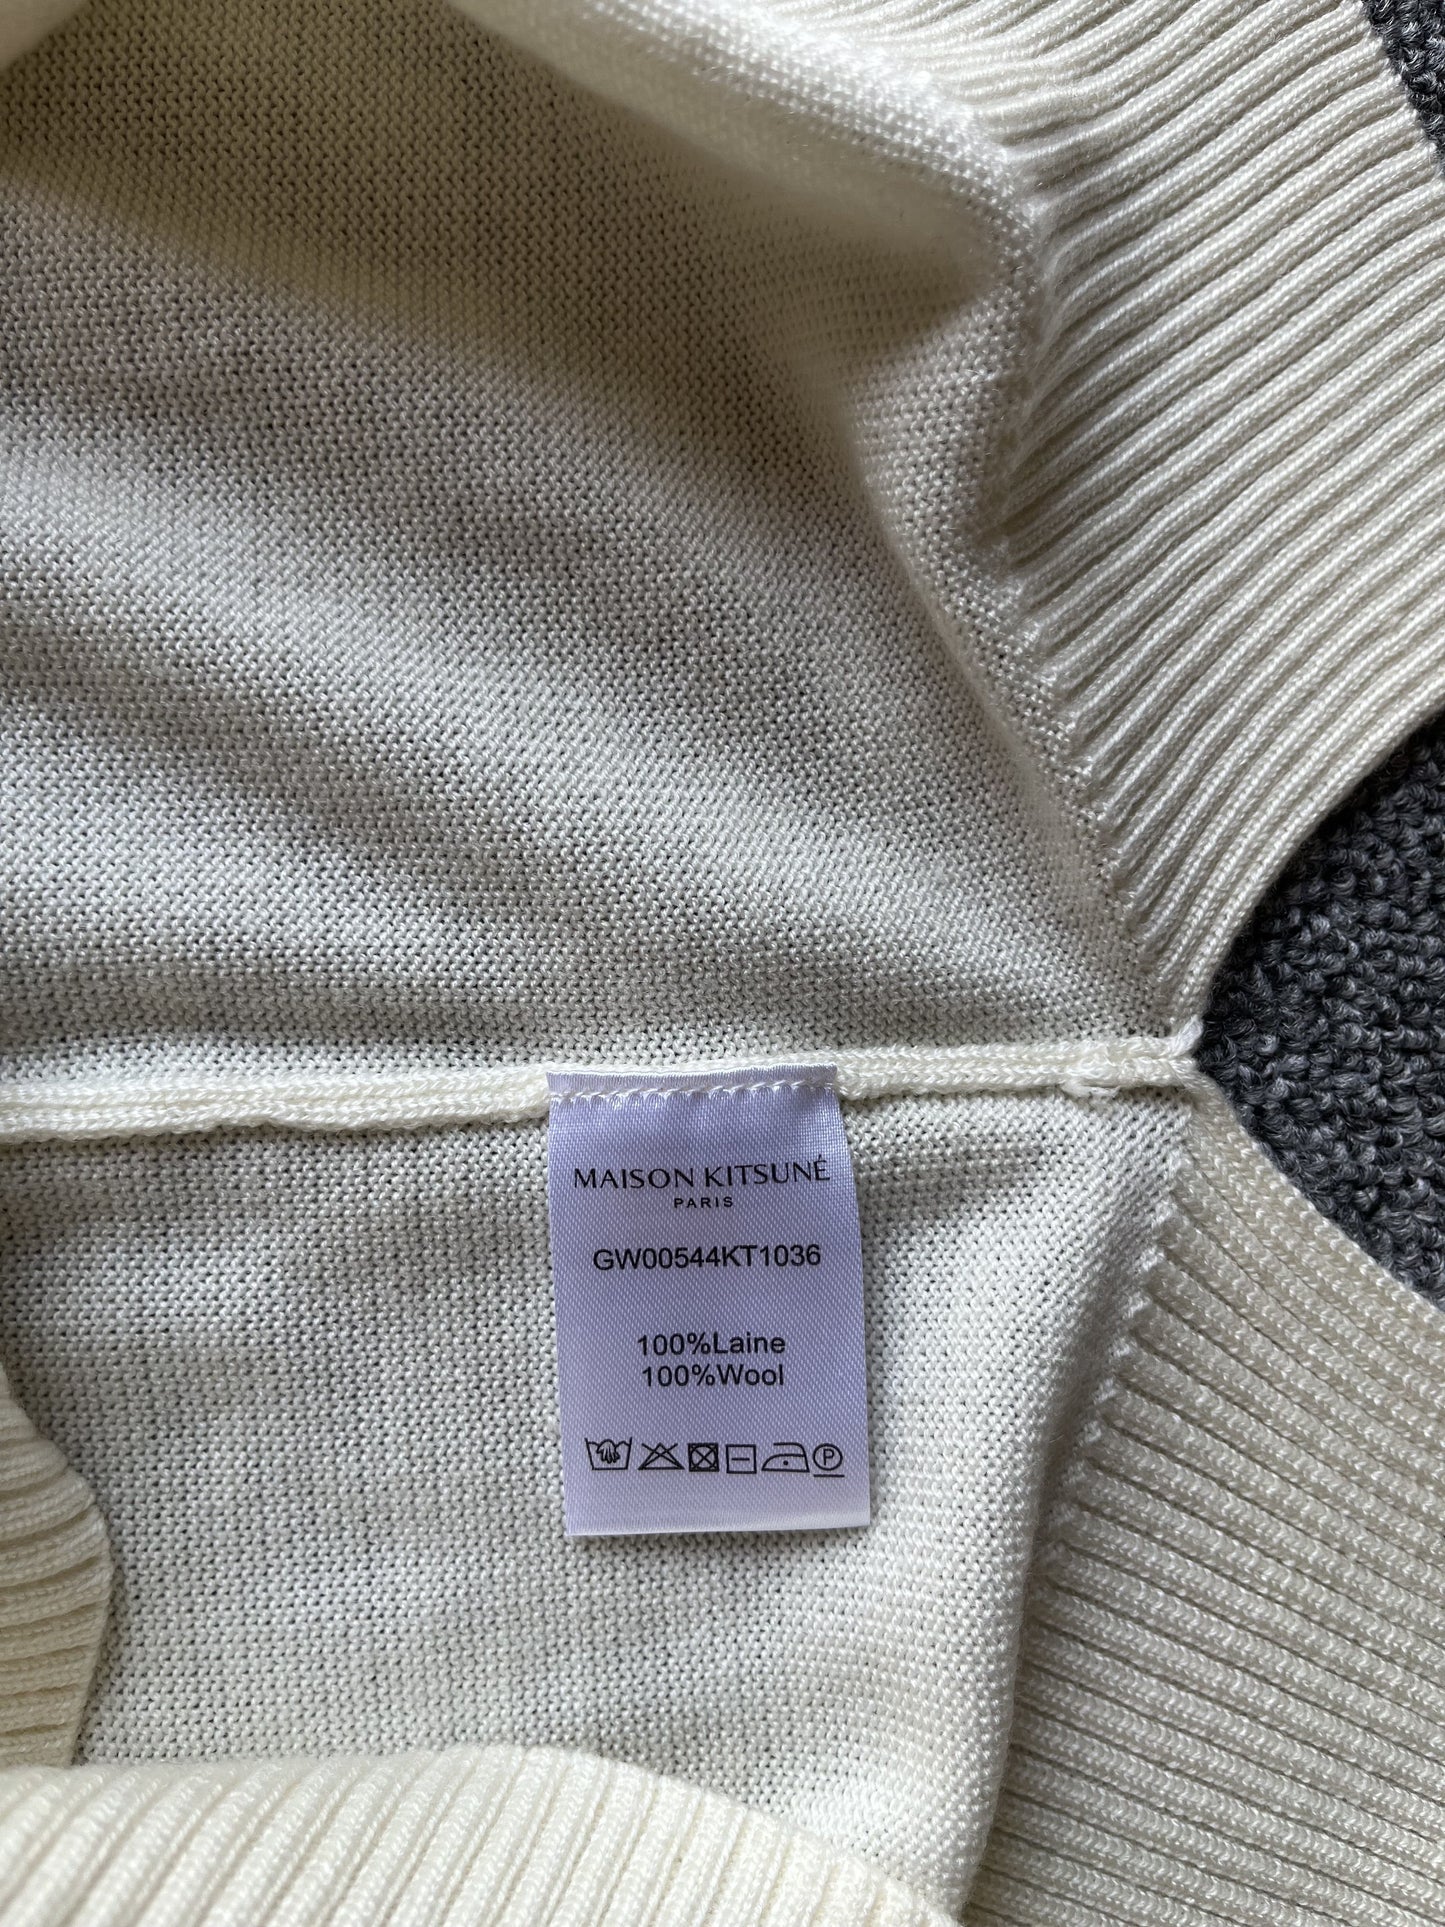 MAISON KITSUNÉ
PARIS
GW00544KT1036
100%Laine
100%Wool
P